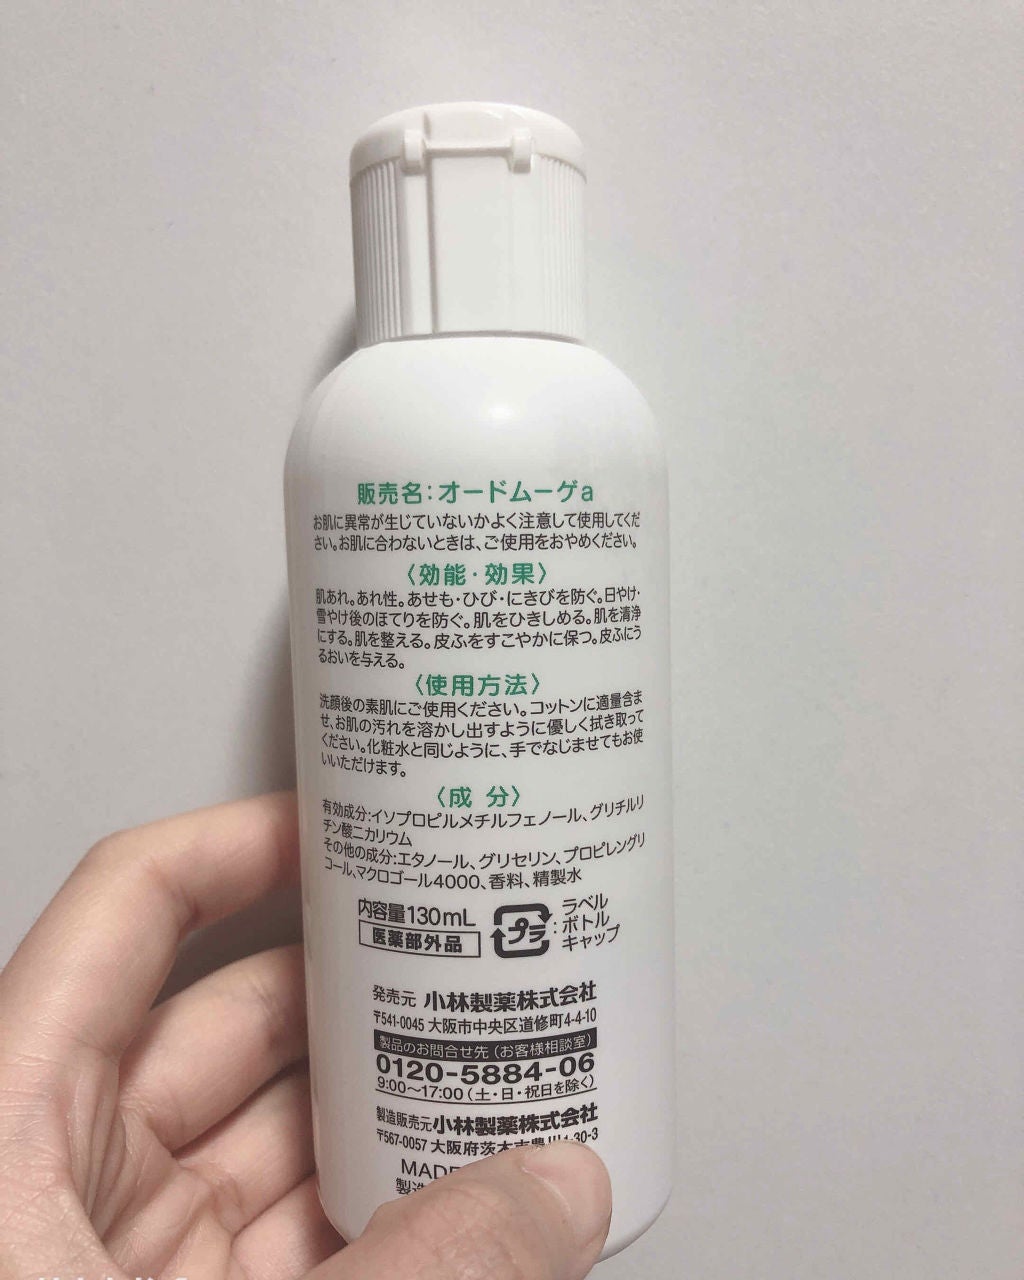 販売名:オードムーゲa
お肌に異常が生じていないかよく注意して使用してくだ
さい。お肌に合わないときは、ご使用をおやめください。
〈効能・効果〉
肌あれ。あれ性。あせも・ひび・にきびを防ぐ。日やけ・
雪やけ後のほてりを防ぐ。肌をひきしめる。肌を清浄
にする。肌を整える。皮ふをすこやかに保つ。皮ふにう
るおいを与える。
〈使用方法〉
洗顔後の素肌にご使用ください。コットンに適量含ま
せ、お肌の汚れを溶かし出すように優しく拭き取って
ください。化粧水と同じように、手でなじませてもお使
いいただけます。
〈成 分〉
有効成分:イソプロピルメチルフェノール、グリチルリ
チン酸ニカリウム
その他の成分:エタノール、グリセリン、プロピレングリ
コール、マクロゴール4000、香料、精製水
内容量130mL
医薬部外品
プラ
:ラベル
ボトル
キャップ
発売元 小林製薬株式会社
〒541-0045 大阪市中央区道修町4-4-10
製品のお問合せ先(お客様相談室)
0120-5884-06
9:00~17:00(土・日・祝日を除く)
製造販売元小林製薬株式会社
〒567-0057 大阪府茨木市豊川1-30-3
MADE
製造